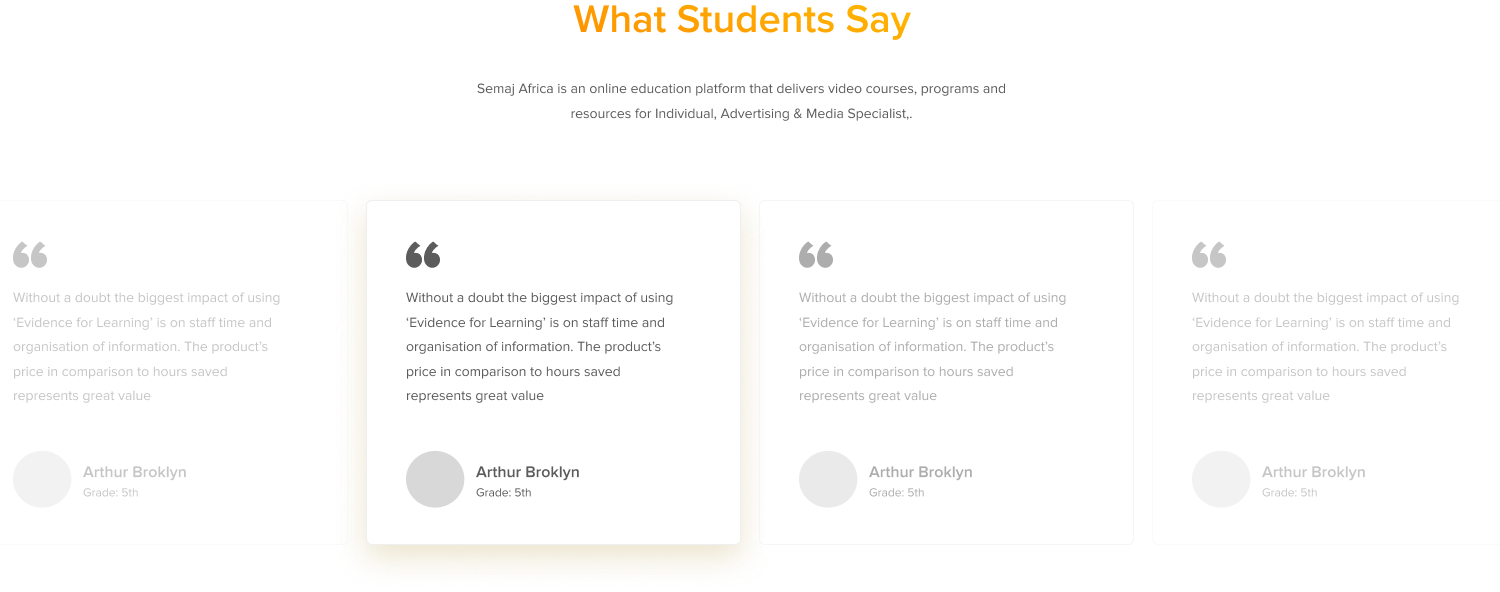 What Students Say
Semaj Africa is an online education platform that delivers video courses, programs and
resources for Individual, Advertising & Media Specialist,.
“
Without a doubt the biggest impact of using
‘Evidence for Learning’ is on staff time and
organisation of information. The product’s
price in comparison to hours saved
represents great value
Arthur Broklyn
Grade: 5th
“
Without a doubt the biggest impact of using
‘Evidence for Learning’ is on staff time and
organisation of information. The product’s
price in comparison to hours saved
represents great value
Arthur Broklyn
Grade: 5th
“
Without a doubt the biggest impact of using
‘Evidence for Learning’ is on staff time and
organisation of information. The product’s
price in comparison to hours saved
represents great value
Arthur Broklyn
Grade: 5th
“
Without a doubt the biggest impact of using
‘Evidence for Learning’ is on staff time and
organisation of information. The product’s
price in comparison to hours saved
represents great value
Arthur Broklyn
Grade: 5th